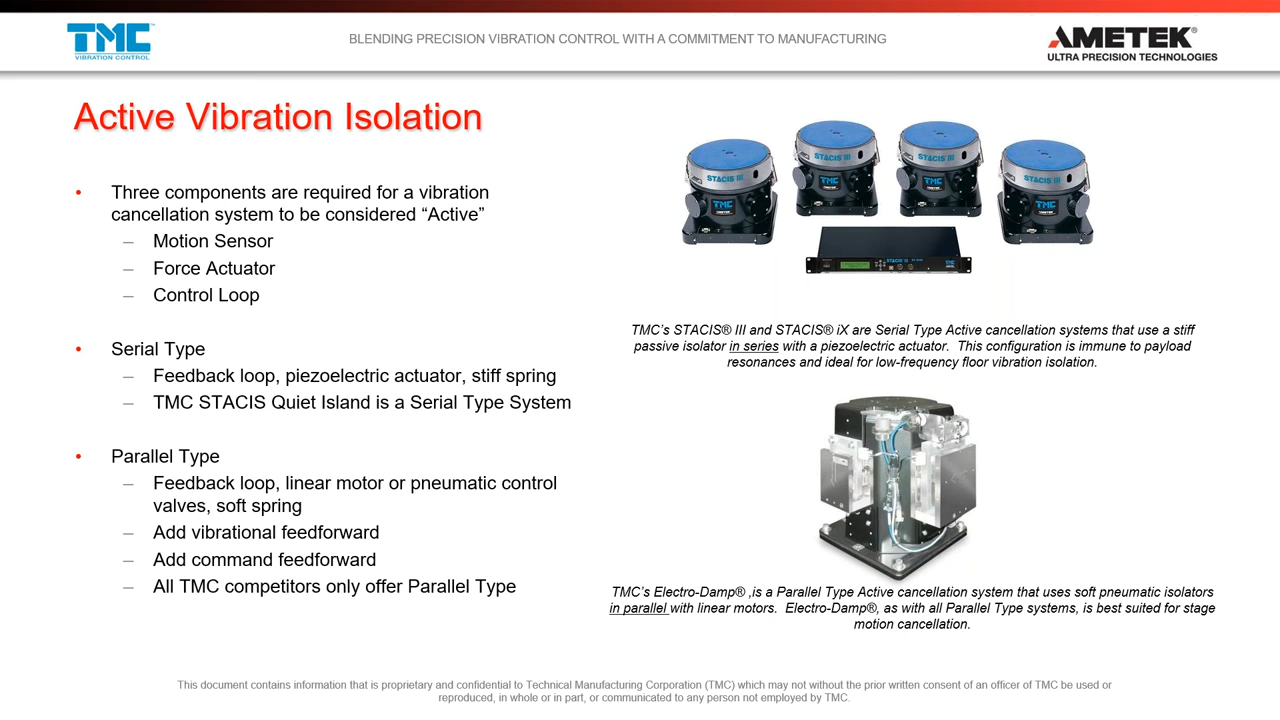 TMC™
VIBRATION CONTROL
BLENDING PRECISION VIBRATION CONTROL WITH A COMMITMENT TO MANUFACTURING
AMETEK®
ULTRA PRECISION TECHNOLOGIES
Active Vibration Isolation
• Three components are required for a vibration
cancellation system to be considered “Active”
– Motion Sensor
– Force Actuator
– Control Loop
• Serial Type
– Feedback loop, piezoelectric actuator, stiff spring
– TMC STACIS Quiet Island is a Serial Type System
• Parallel Type
– Feedback loop, linear motor or pneumatic control
valves, soft spring
– Add vibrational feedforward
– Add command feedforward
– All TMC competitors only offer Parallel Type
STACIS III
TMC
AMETEK
STACIS III
TMC
AMETEK
STACIS III
TMC
AMETEK
STACIS III
TMC
AMETEK
STACIS III
TMC
TMC’s STACIS® III and STACIS® iX are Serial Type Active cancellation systems that use a stiff
passive isolator in series with a piezoelectric actuator. This configuration is immune to payload
resonances and ideal for low-frequency floor vibration isolation.
TMC’s Electro-Damp® ,is a Parallel Type Active cancellation system that uses soft pneumatic isolators
in parallel with linear motors. Electro-Damp®, as with all Parallel Type systems, is best suited for stage
motion cancellation.
This document contains information that is proprietary and confidential to Technical Manufacturing Corporation (TMC) which may not without the prior written consent of an officer of TMC be used or
reproduced, in whole or in part, or communicated to any person not employed by TMC.